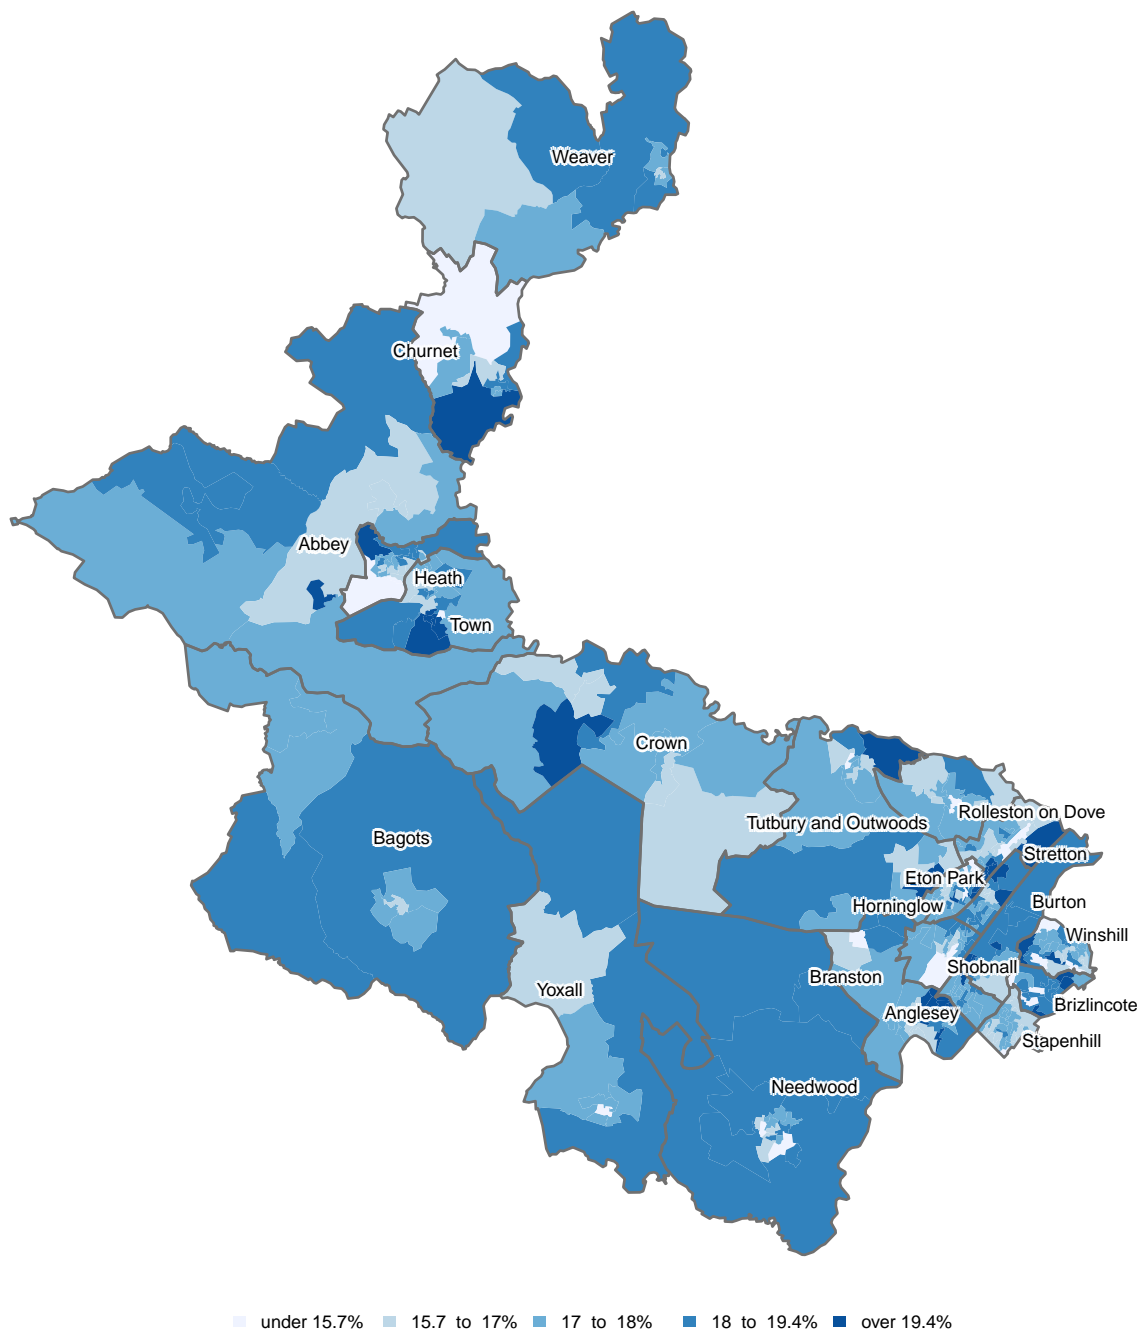 Weaver
Churnet
Abbey
Heath
Town
Crown
Rolleston on Dove
Tutbury and Outwoods
Bagots
Stretton
Eton Park
Burton
Horninglow
Winshill
Shobnall
Branston
Yoxall
Brizlincote
Anglesey
Stapenhill
Needwood
under 15.7% 15.7 to 17% 17 to 18% 18 to 19.4% over 19.4%